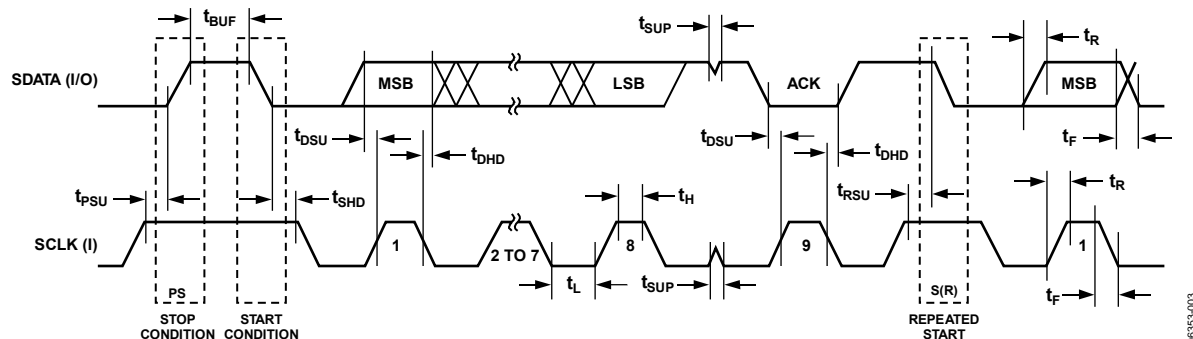 tBUF
tSUP
tR
SDATA (I/O)
MSB
LSB
ACK
MSB
tDSU
tDHD
tDSU
tDHD
tF
tPSU
tSHD
tH
tRSU
tR
SCLK (I)
1
2 TO 7
8
9
1
tL
tSUP
tF
PS
S(R)
STOP
CONDITION
START
CONDITION
REPEATED
START